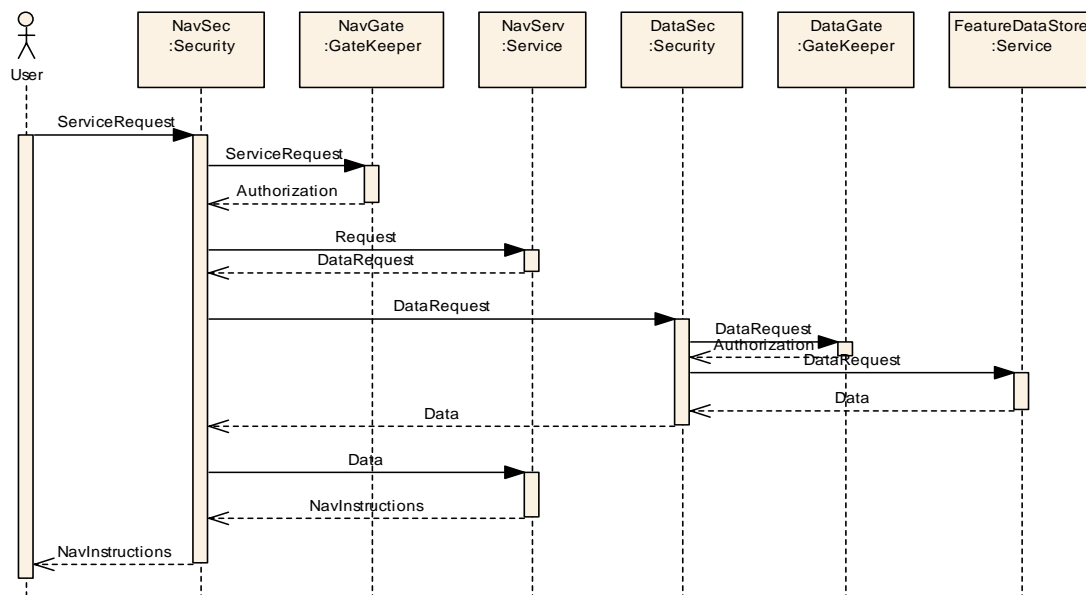 NavSec
:Security
NavGate
:GateKeeper
NavServ
:Service
DataSec
:Security
DataGate
:GateKeeper
FeatureDataStore
:Service
User
ServiceRequest
ServiceRequest
Authorization
Request
DataRequest
DataRequest
DataRequest
Authorization
DataRequest
Data
Data
Data
NavInstructions
NavInstructions